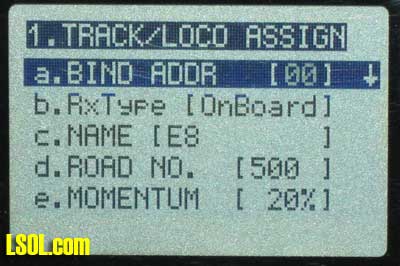 1.TRACK/LOCO ASSIGN
a.BIND ADDR [00] ↓
b.RxType [OnBoard]
c.NAME [E8 ]
d.ROAD NO. [500 ]
e.MOMENTUM [ 20%]
LSOL.com